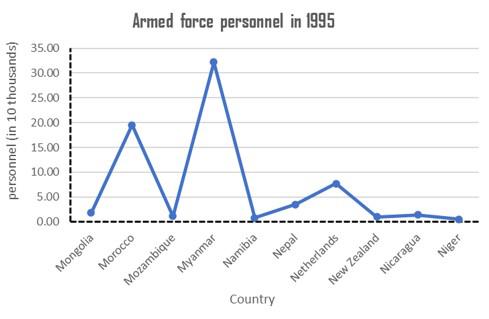 Armed force personnel in 1995
personnel (in 10 thousands)
35.00
30.00
25.00
20.00
15.00
10.00
5.00
0.00
Mongolia
Morocco
Mozambique
Myanmar
Namibia
Nepal
Netherlands
New Zealand
Nicaragua
Niger
Country